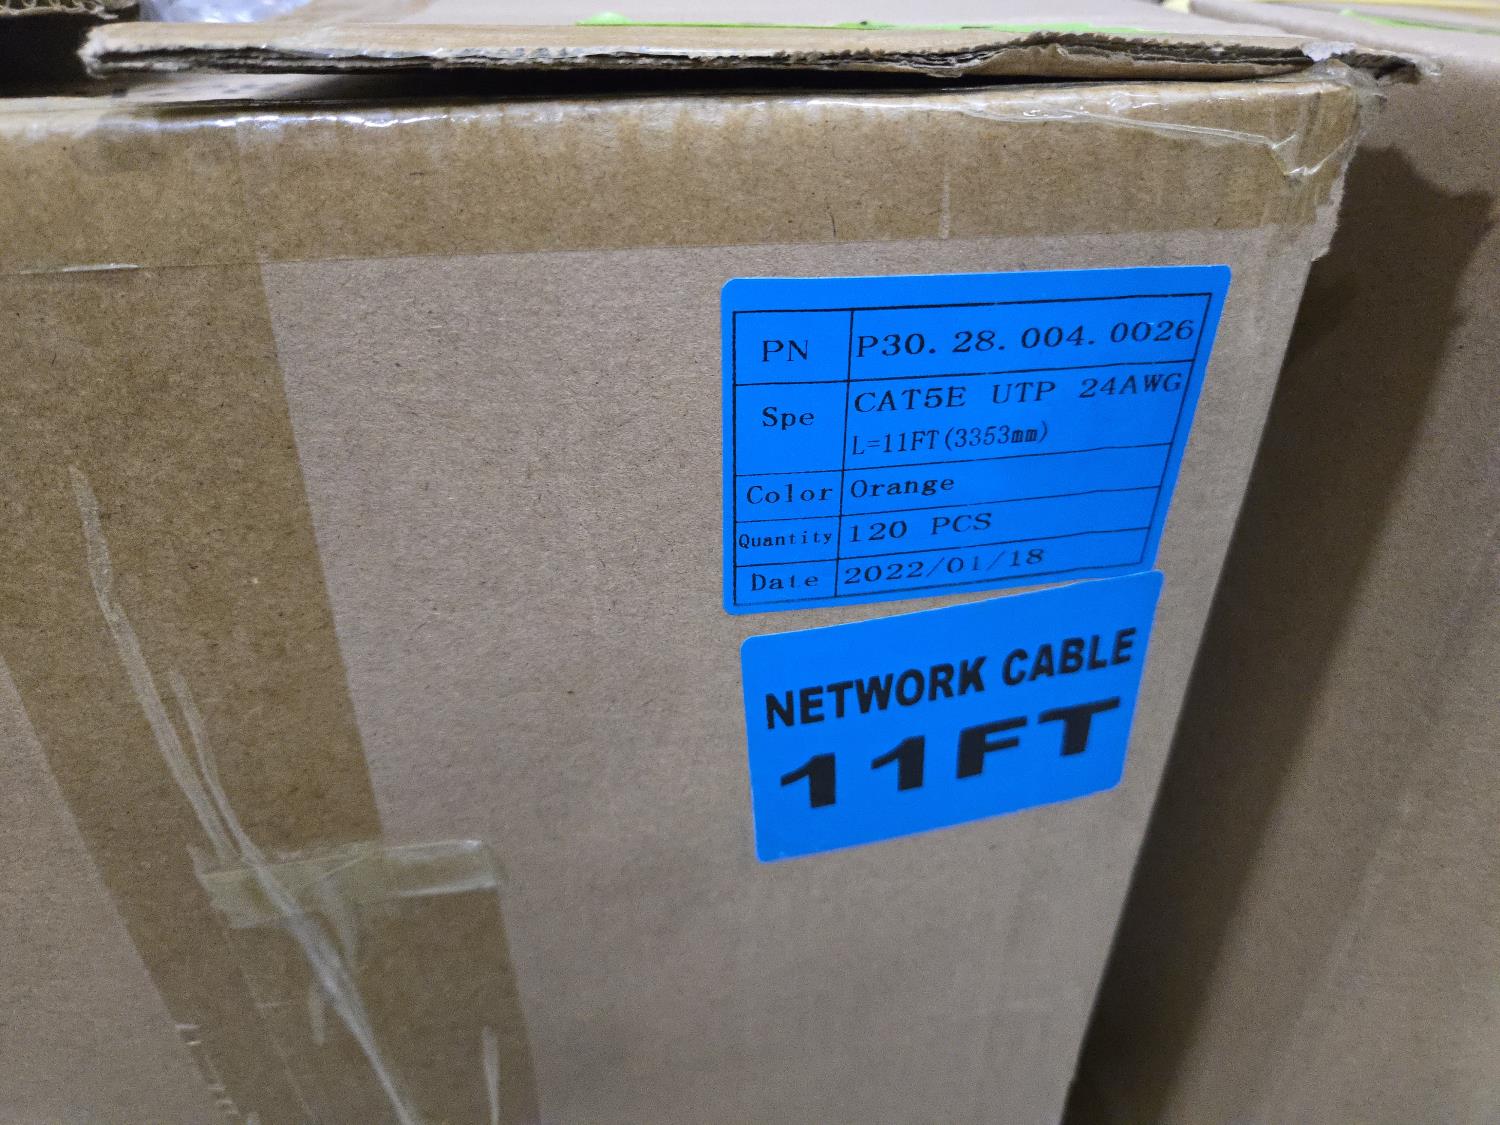 PN P30.28.004.0026
Spe CAT5E UTP 24AWG
L=11FT(3353mm)
Color Orange
Quantity 120 PCS
Date 2022/01/18
NETWORK CABLE
11FT